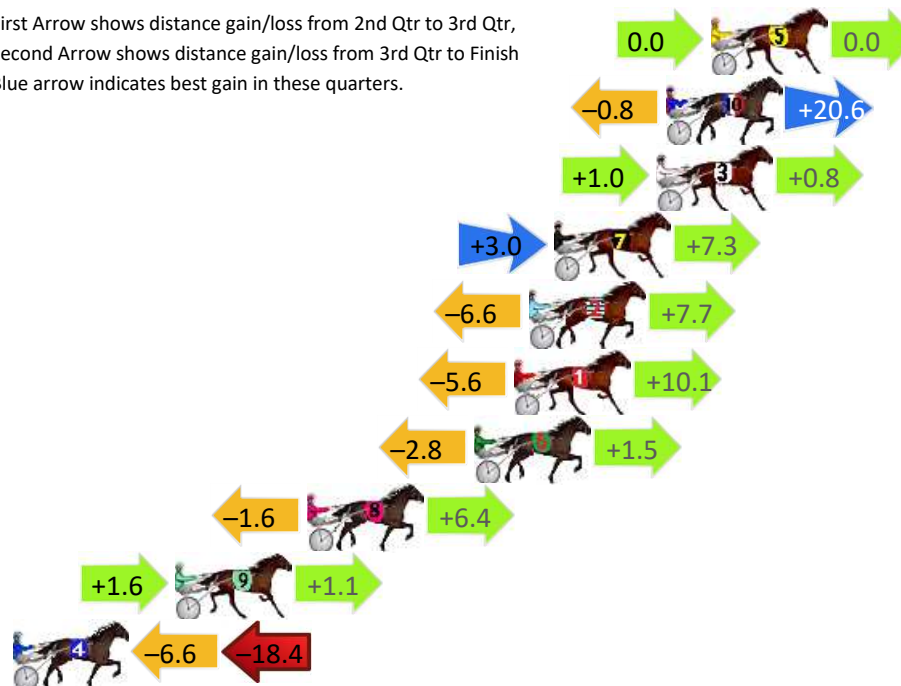 irst Arrow shows distance gain/loss from 2nd Qtr to 3rd Qtr,
econd Arrow shows distance gain/loss from 3rd Qtr to Finish
Blue arrow indicates best gain in these quarters.
0.0 5 0.0
–0.8 10 +20.6
+1.0 3 +0.8
+3.0 7 +7.3
–6.6 +7.7
–5.6 1 +10.1
–2.8 +1.5
–1.6 8 +6.4
+1.6 9 +1.1
4 –6.6 –18.4